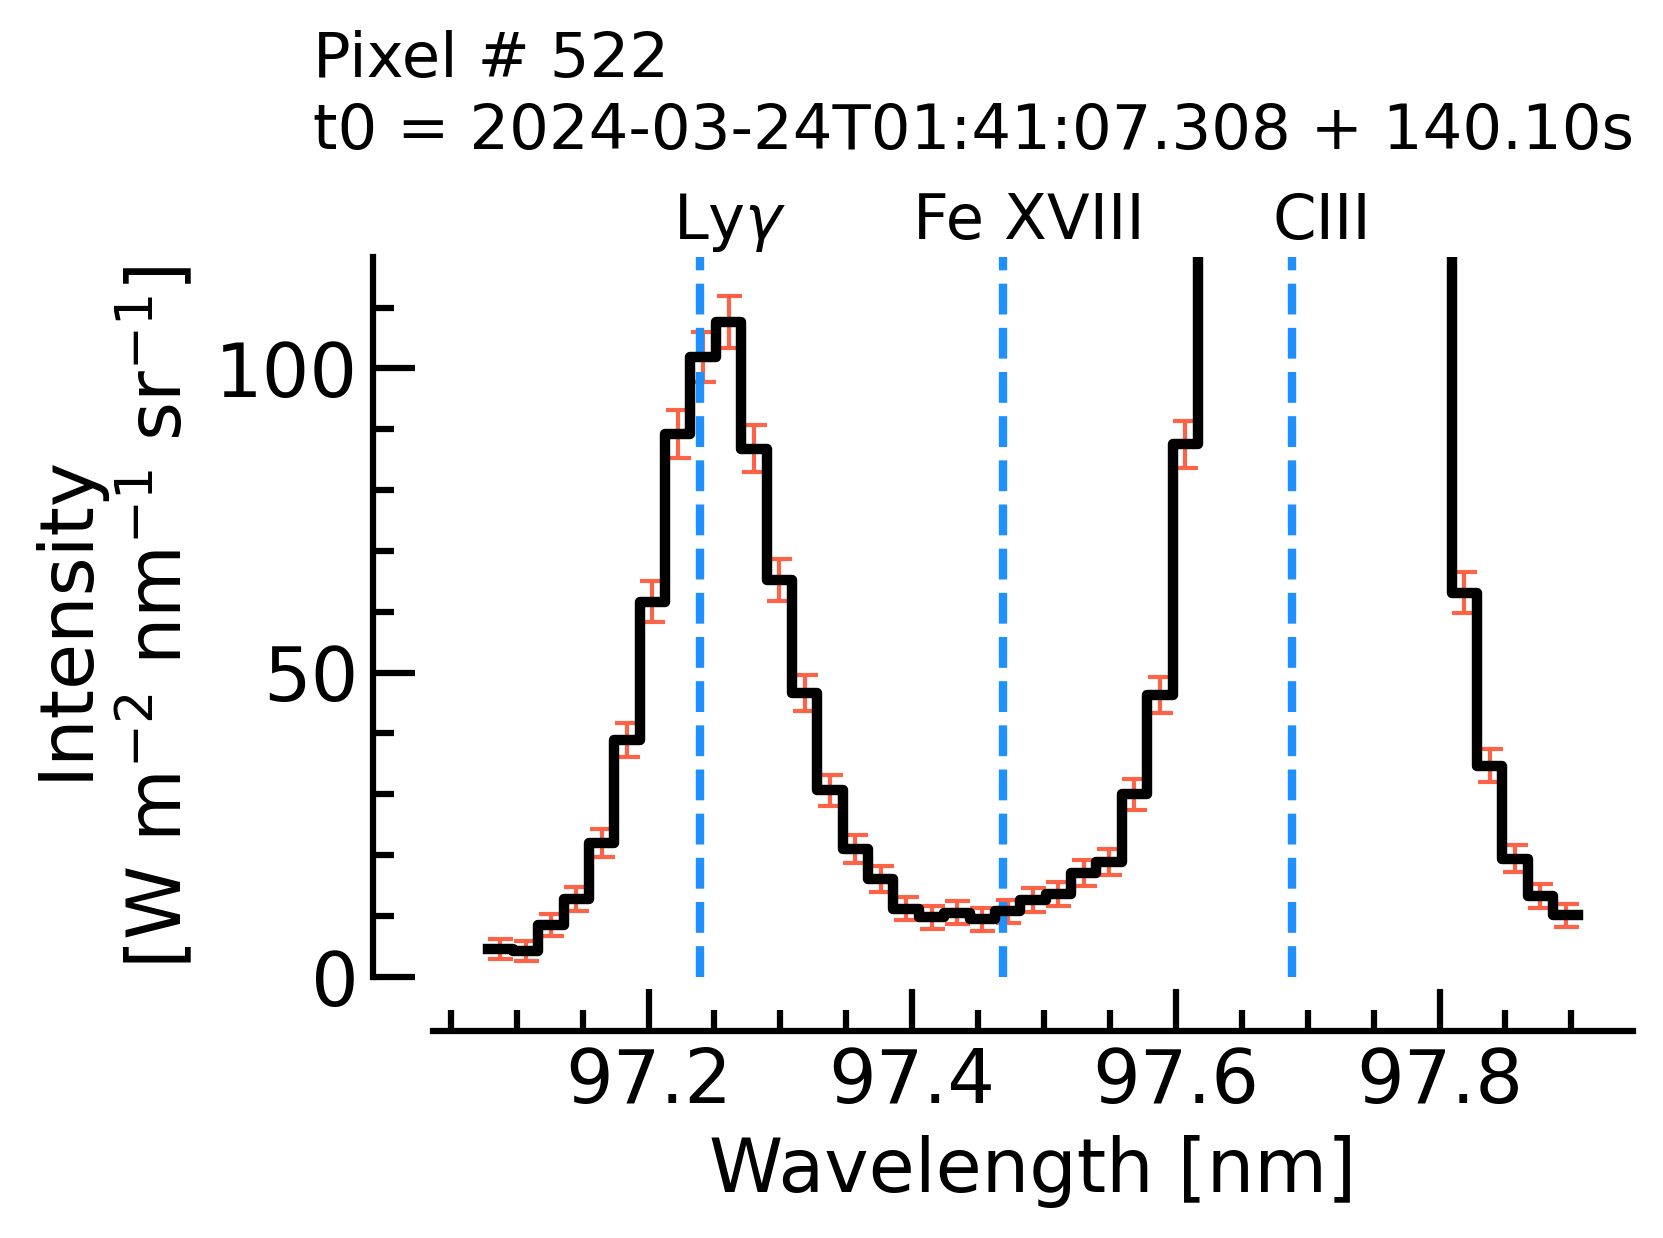 Pixel # 522
t0 = 2024-03-24T01:41:07.308 + 140.10s
Lyγ Fe XVIII CIII
Intensity
[W m⁻² nm⁻¹ sr⁻¹]
100
50
0
97.2 97.4 97.6 97.8
Wavelength [nm]